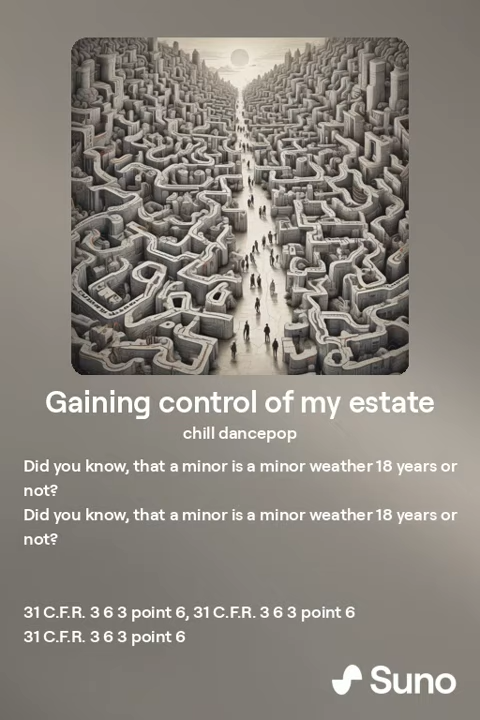 Gaining control of my estate
chill dancepop
Did you know, that a minor is a minor weather 18 years or
not?
Did you know, that a minor is a minor weather 18 years or
not?
31 C.F.R. 3 6 3 point 6, 31 C.F.R. 3 6 3 point 6
31 C.F.R. 3 6 3 point 6
Suno